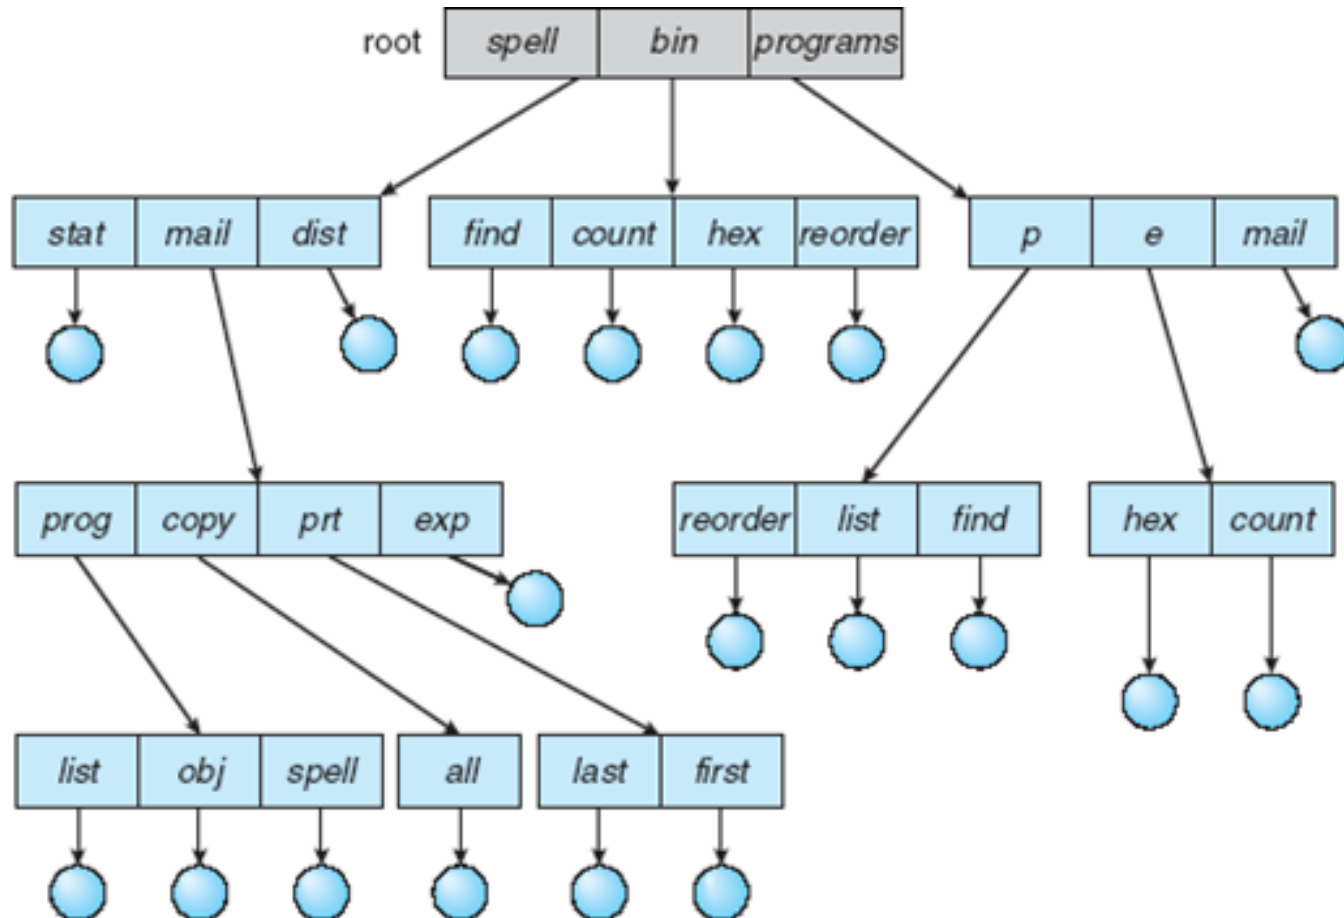 root spell bin programs
stat mail dist find count hex reorder p e mail
prog copy prt exp reorder list find hex count
list obj spell all last first